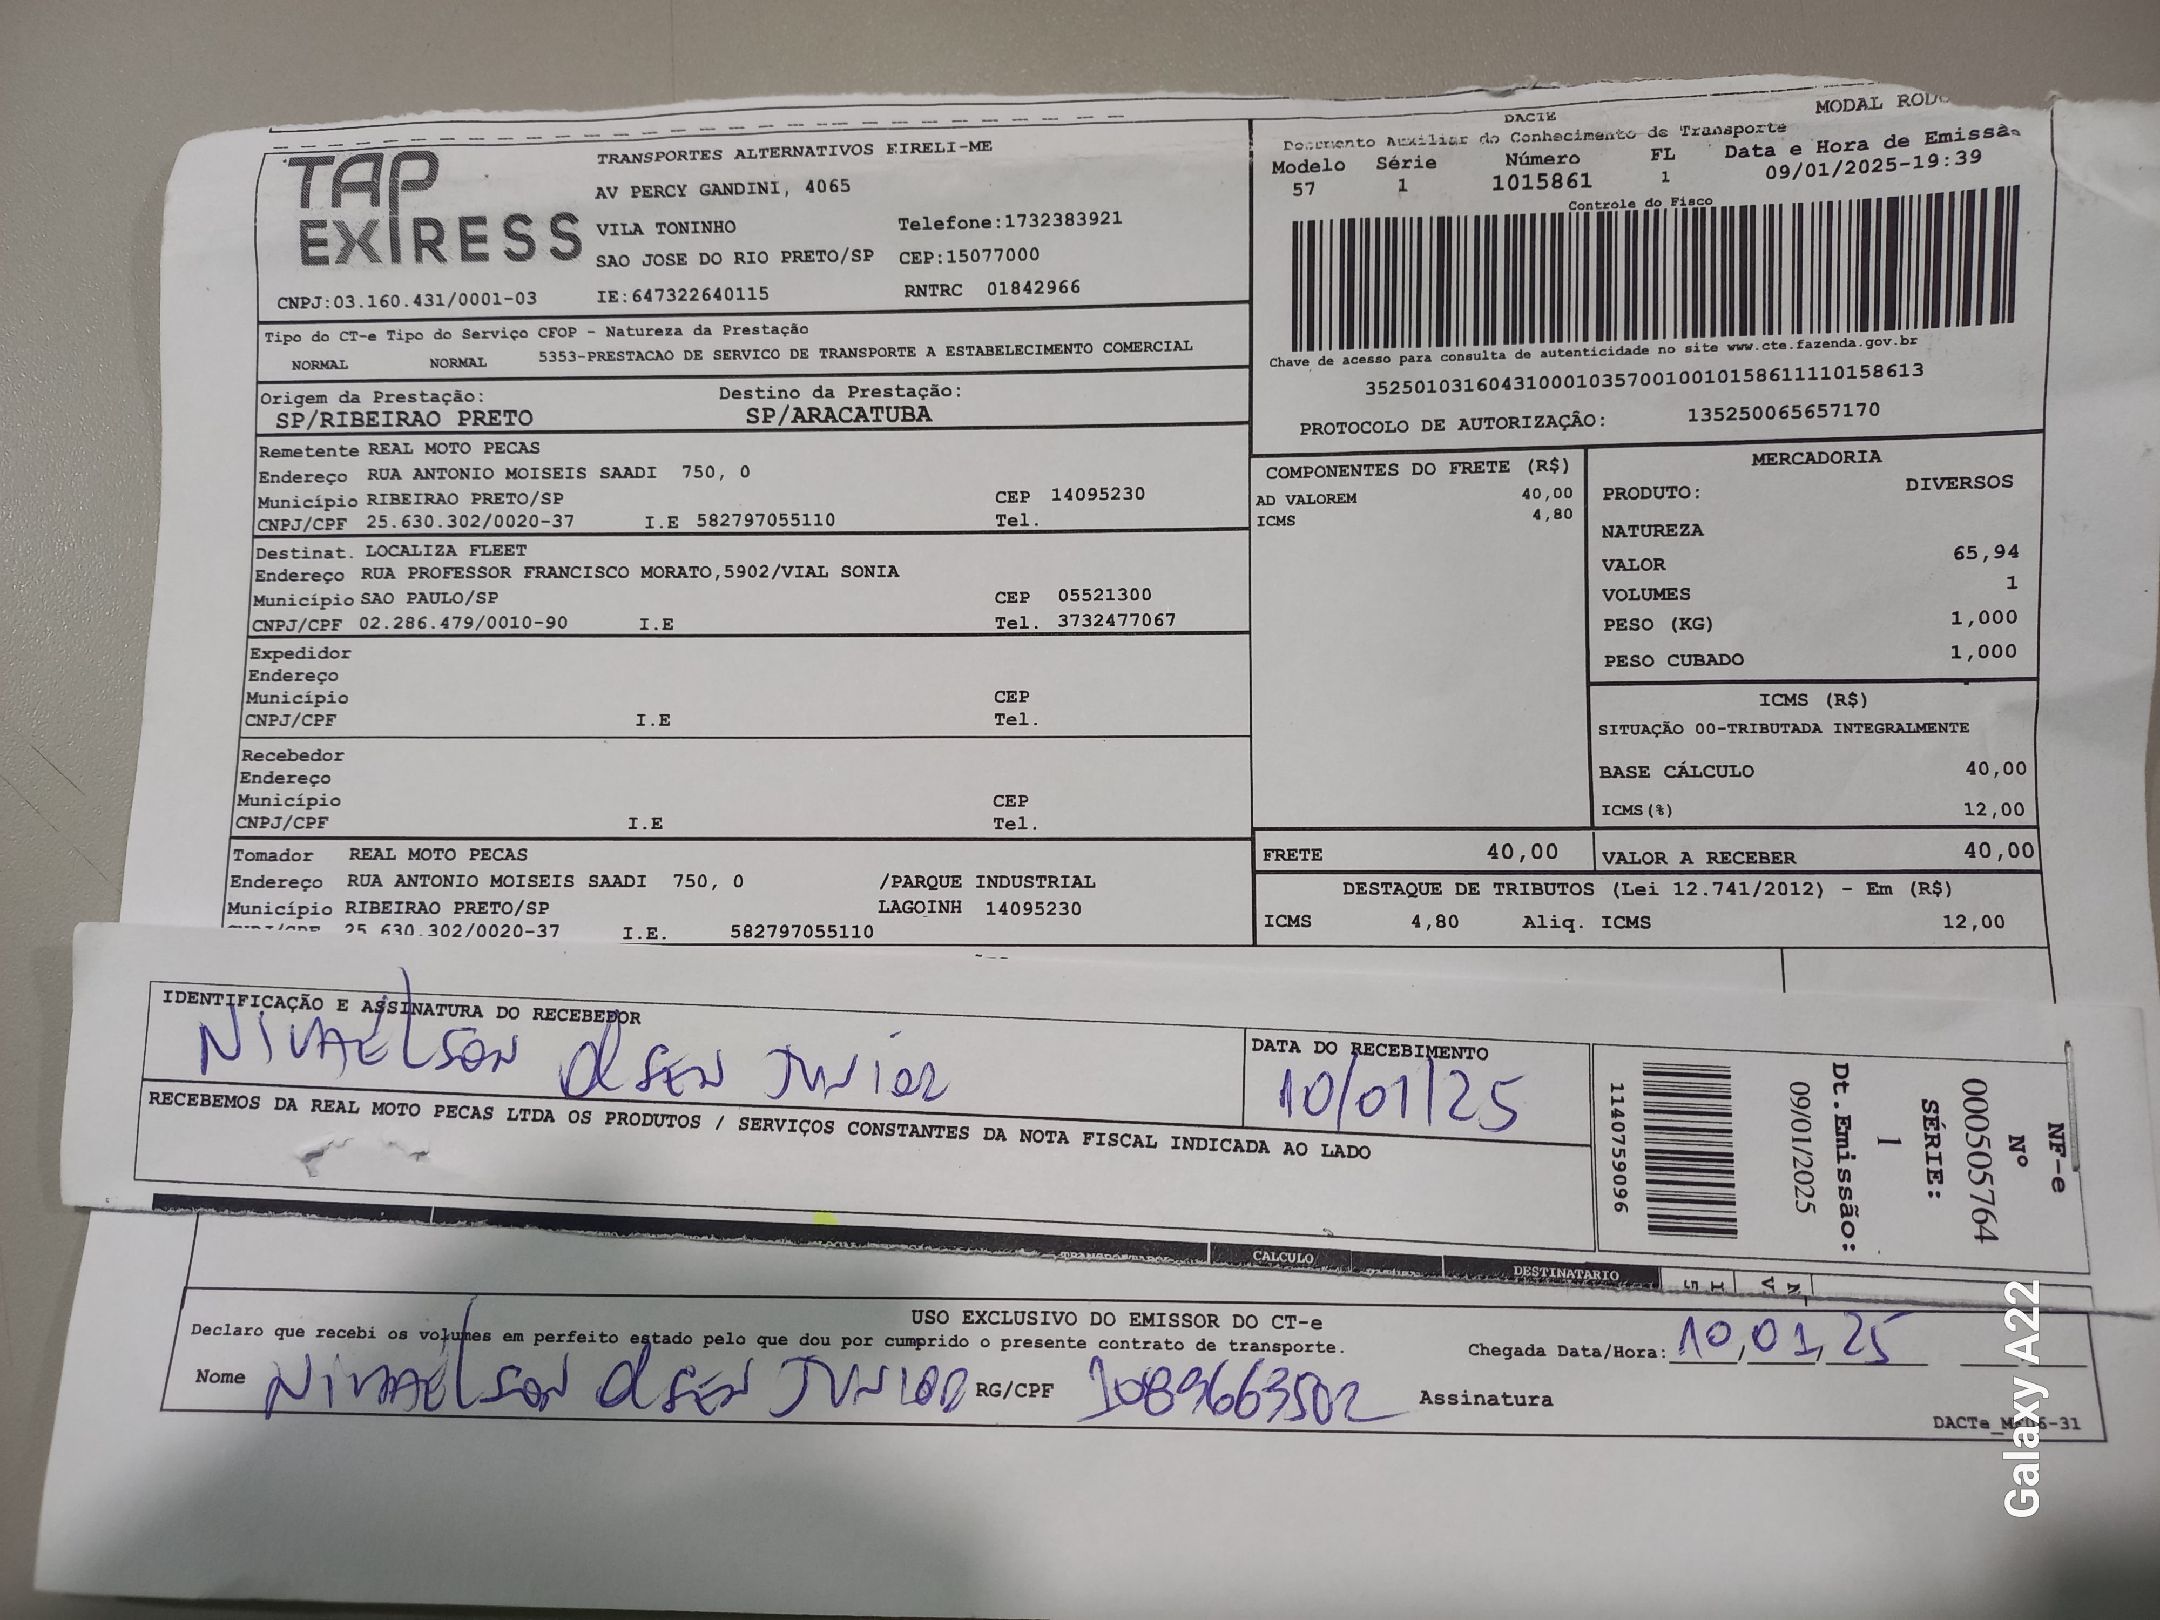 TAP EXPRESS
TRANSPORTES ALTERNATIVOS EIRELI-ME
AV PERCY GANDINI, 4065
VILA TONINHO Telefone:1732383921
SAO JOSE DO RIO PRETO/SP CEP:15077000
CNPJ:03.160.431/0001-03 IE:647322640115 RNTRC 01842966
MODAL RODO
DACTE
Documento Auxiliar do Conhecimento de Transporte
Modelo Série Número FL Data e Hora de Emissão
57 1 1015861 1 09/01/2025-19:39
Controle do Fisco
Chave de acesso para consulta de autenticidade no site www.cte.fazenda.gov.br
35250103160431000103570010010158611110158613
PROTOCOLO DE AUTORIZAÇÃO: 135250065657170
Tipo do CT-e Tipo do Serviço CFOP - Natureza da Prestação
NORMAL NORMAL 5353-PRESTACAO DE SERVICO DE TRANSPORTE A ESTABELECIMENTO COMERCIAL
Origem da Prestação: Destino da Prestação:
SP/RIBEIRAO PRETO SP/ARACATUBA
Remetente REAL MOTO PECAS
Endereço RUA ANTONIO MOISEIS SAADI 750, 0
Município RIBEIRAO PRETO/SP CEP 14095230
CNPJ/CPF 25.630.302/0020-37 I.E 582797055110 Tel.
Destinat. LOCALIZA FLEET
Endereço RUA PROFESSOR FRANCISCO MORATO,5902/VIAL SONIA
Município SAO PAULO/SP CEP 05521300
CNPJ/CPF 02.286.479/0010-90 I.E Tel. 3732477067
Expedidor
Endereço
Município CEP
CNPJ/CPF I.E Tel.
Recebedor
Endereço
Município CEP
CNPJ/CPF I.E Tel.
Tomador REAL MOTO PECAS
Endereço RUA ANTONIO MOISEIS SAADI 750, 0 /PARQUE INDUSTRIAL
Município RIBEIRAO PRETO/SP LAGOINH 14095230
CNPJ/CPF 25.630.302/0020-37 I.E. 582797055110
COMPONENTES DO FRETE (R$)
AD VALOREM 40,00
ICMS 4,80
MERCADORIA
PRODUTO: DIVERSOS
NATUREZA
VALOR 65,94
VOLUMES 1
PESO (KG) 1,000
PESO CUBADO 1,000
ICMS (R$)
SITUAÇÃO 00-TRIBUTADA INTEGRALMENTE
BASE CÁLCULO 40,00
ICMS(%) 12,00
FRETE 40,00 VALOR A RECEBER 40,00
DESTAQUE DE TRIBUTOS (Lei 12.741/2012) - Em (R$)
ICMS 4,80 Aliq. ICMS 12,00
IDENTIFICAÇÃO E ASSINATURA DO RECEBEDOR
NIVAELSON OLSEN JUNIOR
DATA DO RECEBIMENTO
10/01/25
RECEBEMOS DA REAL MOTO PECAS LTDA OS PRODUTOS / SERVIÇOS CONSTANTES DA NOTA FISCAL INDICADA AO LADO
NF-e
Nº
000505764
SÉRIE:
1
Dt.Emissão:
09/01/2025
1140759096
CALCULO
DESTINATARIO
USO EXCLUSIVO DO EMISSOR DO CT-e
Declaro que recebi os volumes em perfeito estado pelo que dou por cumprido o presente contrato de transporte.
Chegada Data/Hora: 10,01,25
Nome NIVAELSON OLSEN JUNIOR RG/CPF 10839663502 Assinatura
Galaxy A22